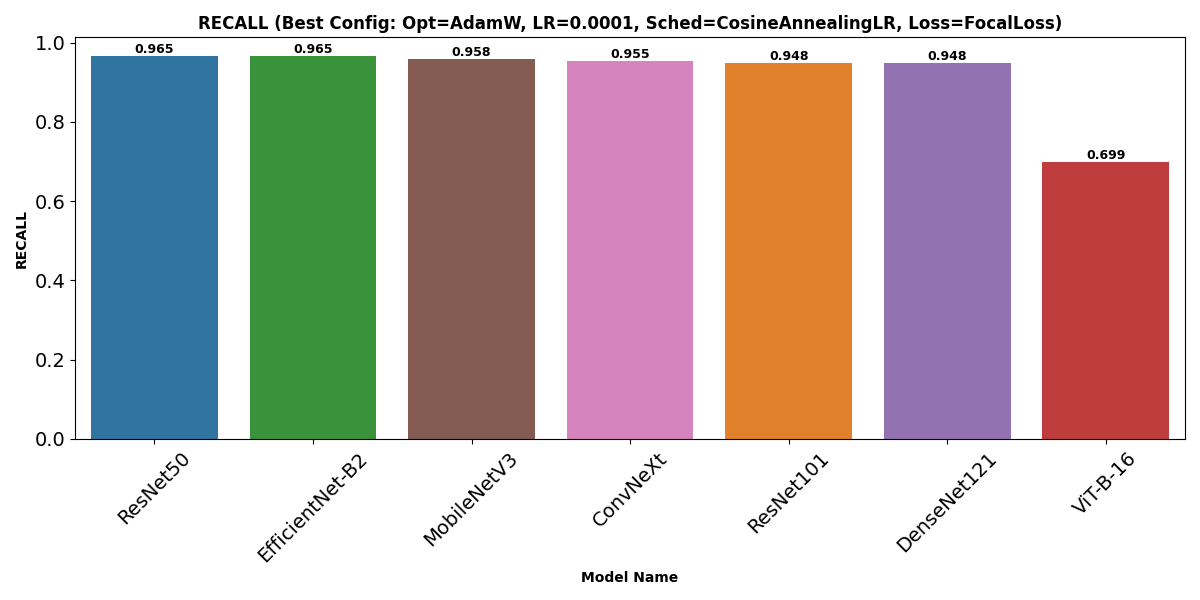 RECALL (Best Config: Opt=AdamW, LR=0.0001, Sched=CosineAnnealingLR, Loss=FocalLoss)
RECALL
1.0
0.8
0.6
0.4
0.2
0.0
0.965
0.965
0.958
0.955
0.948
0.948
0.699
ResNet50
EfficientNet-B2
MobileNetV3
ConvNeXt
ResNet101
DenseNet121
ViT-B-16
Model Name